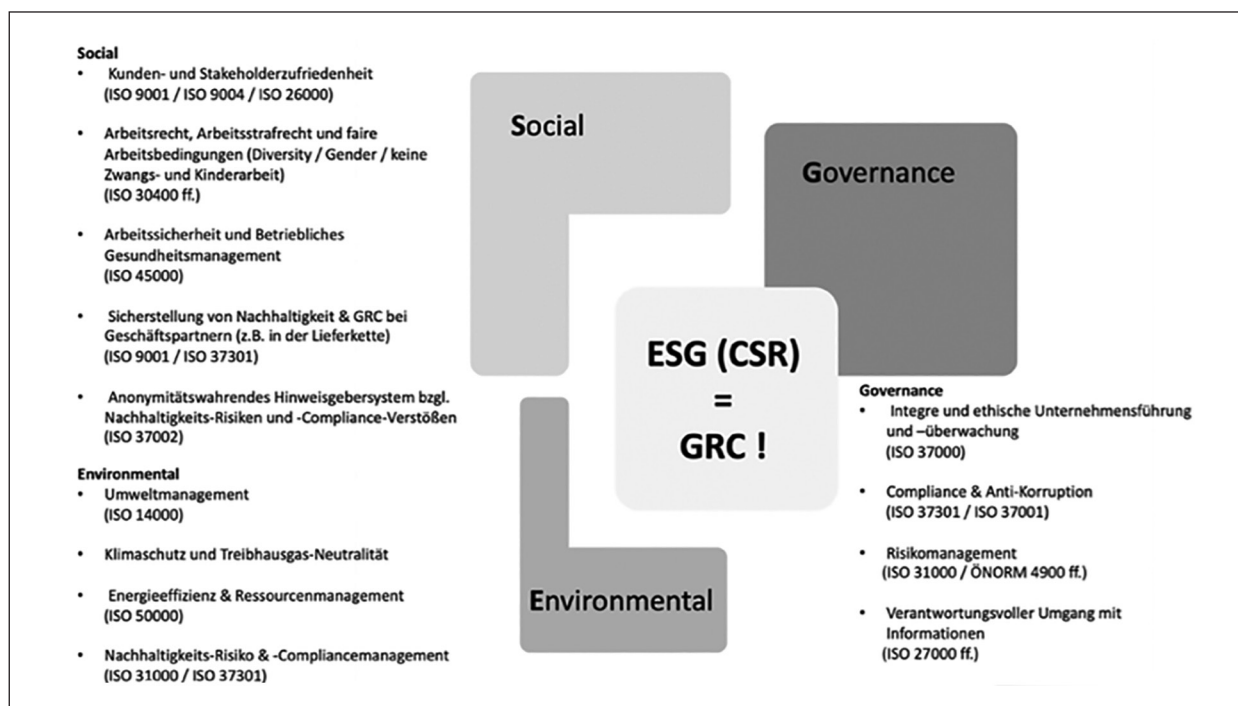 Social
• Kunden- und Stakeholderzufriedenheit
(ISO 9001 / ISO 9004 / ISO 26000)
• Arbeitsrecht, Arbeitsstrafrecht und faire
Arbeitsbedingungen (Diversity / Gender / keine
Zwangs- und Kinderarbeit)
(ISO 30400 ff.)
• Arbeitssicherheit und Betriebliches
Gesundheitsmanagement
(ISO 45000)
• Sicherstellung von Nachhaltigkeit & GRC bei
Geschäftspartnern (z.B. in der Lieferkette)
(ISO 9001 / ISO 37301)
• Anonymitätswahrendes Hinweisgebersystem bzgl.
Nachhaltigkeits-Risiken und -Compliance-Verstößen
(ISO 37002)
Environmental
• Umweltmanagement
(ISO 14000)
• Klimaschutz und Treibhausgas-Neutralität
• Energieeffizienz & Ressourcenmanagement
(ISO 50000)
• Nachhaltigkeits-Risiko & -Compliancemanagement
(ISO 31000 / ISO 37301)
Social
Governance
ESG (CSR)
=
GRC !
Environmental
Governance
• Integre und ethische Unternehmensführung
und –überwachung
(ISO 37000)
• Compliance & Anti-Korruption
(ISO 37301 / ISO 37001)
• Risikomanagement
(ISO 31000 / ÖNORM 4900 ff.)
• Verantwortungsvoller Umgang mit
Informationen
(ISO 27000 ff.)